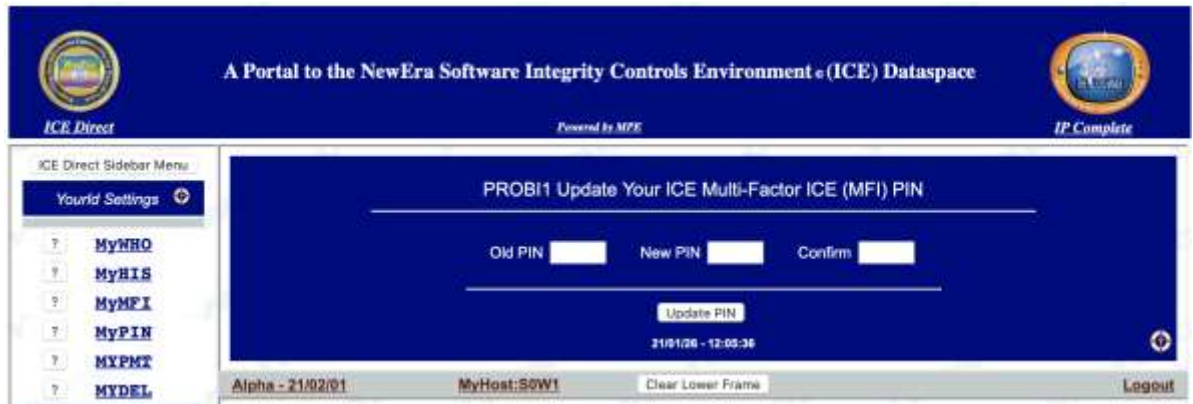 A Portal to the NewEra Software Integrity Controls Environment e (ICE) Dataspace
ICE Direct
Powered by MPE
IP Complete
ICE Direct Sidebar Menu
YourId Settings
? MyWHO
? MyHIS
? MyMFI
? MyPIN
? MYPMT
? MYDEL
PROBI1 Update Your ICE Multi-Factor ICE (MFI) PIN
Old PIN New PIN Confirm
Update PIN
21/01/26 - 12:05:36
Alpha - 21/02/01 MyHost:S0W1 Clear Lower Frame Logout